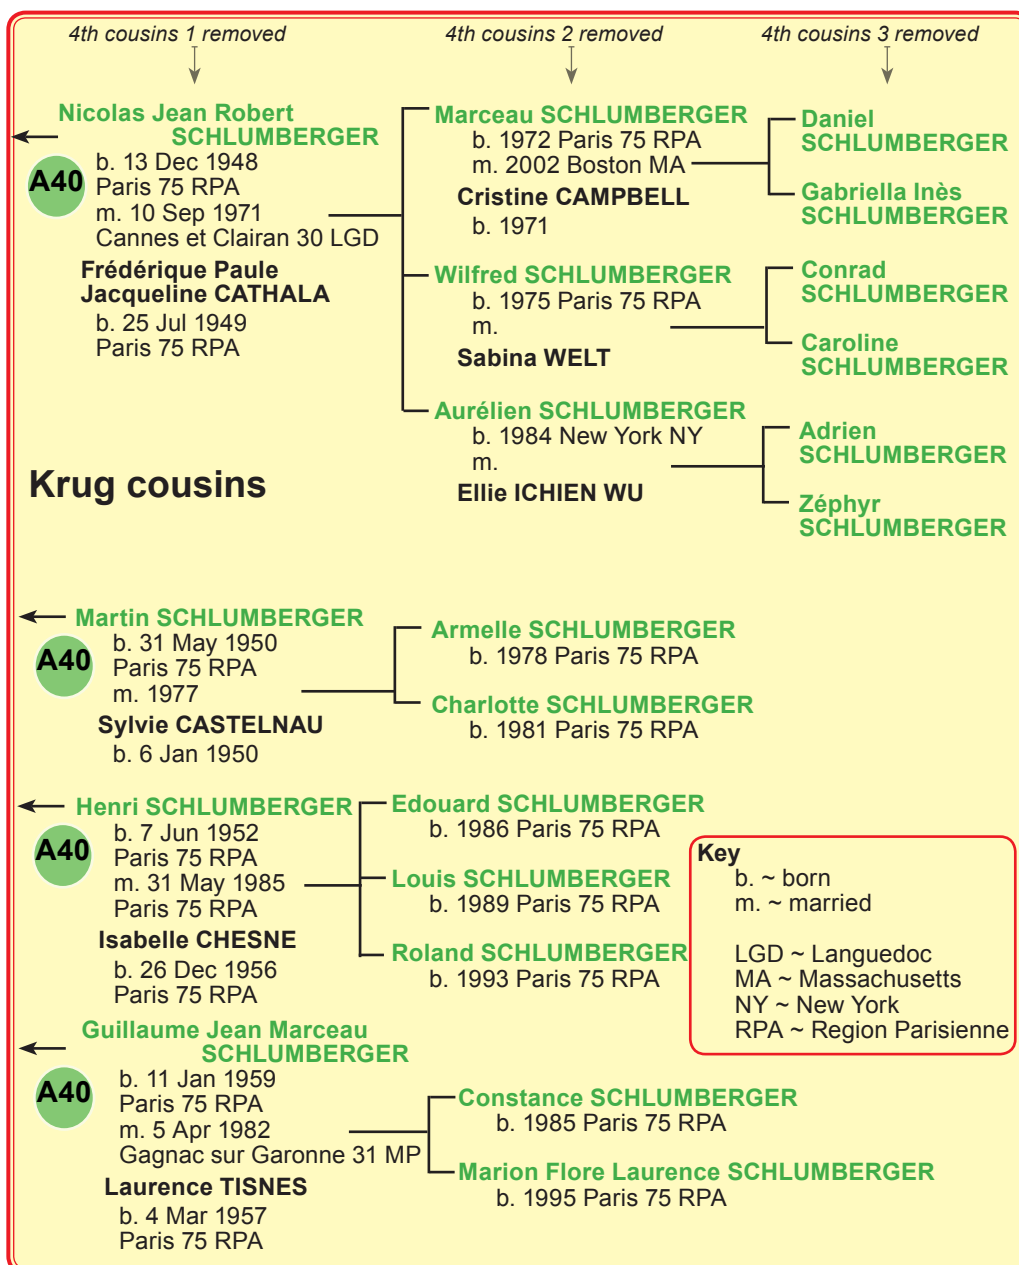 4th cousins 1 removed
4th cousins 2 removed
4th cousins 3 removed
Nicolas Jean Robert
SCHLUMBERGER
A40
b. 13 Dec 1948
Paris 75 RPA
m. 10 Sep 1971
Cannes et Clairan 30 LGD
Frédérique Paule
Jacqueline CATHALA
b. 25 Jul 1949
Paris 75 RPA
Marceau SCHLUMBERGER
b. 1972 Paris 75 RPA
m. 2002 Boston MA
Cristine CAMPBELL
b. 1971
Daniel
SCHLUMBERGER
Gabriella Inès
SCHLUMBERGER
Wilfred SCHLUMBERGER
b. 1975 Paris 75 RPA
m.
Sabina WELT
Conrad
SCHLUMBERGER
Caroline
SCHLUMBERGER
Aurélien SCHLUMBERGER
b. 1984 New York NY
m.
Ellie ICHIEN WU
Adrien
SCHLUMBERGER
Zéphyr
SCHLUMBERGER
Krug cousins
Martin SCHLUMBERGER
A40
b. 31 May 1950
Paris 75 RPA
m. 1977
Sylvie CASTELNAU
b. 6 Jan 1950
Armelle SCHLUMBERGER
b. 1978 Paris 75 RPA
Charlotte SCHLUMBERGER
b. 1981 Paris 75 RPA
Henri SCHLUMBERGER
A40
b. 7 Jun 1952
Paris 75 RPA
m. 31 May 1985
Paris 75 RPA
Isabelle CHESNE
b. 26 Dec 1956
Paris 75 RPA
Edouard SCHLUMBERGER
b. 1986 Paris 75 RPA
Louis SCHLUMBERGER
b. 1989 Paris 75 RPA
Roland SCHLUMBERGER
b. 1993 Paris 75 RPA
Key
b. ~ born
m. ~ married
LGD ~ Languedoc
MA ~ Massachusetts
NY ~ New York
RPA ~ Region Parisienne
Guillaume Jean Marceau
SCHLUMBERGER
A40
b. 11 Jan 1959
Paris 75 RPA
m. 5 Apr 1982
Gagnac sur Garonne 31 MP
Laurence TISNES
b. 4 Mar 1957
Paris 75 RPA
Constance SCHLUMBERGER
b. 1985 Paris 75 RPA
Marion Flore Laurence SCHLUMBERGER
b. 1995 Paris 75 RPA